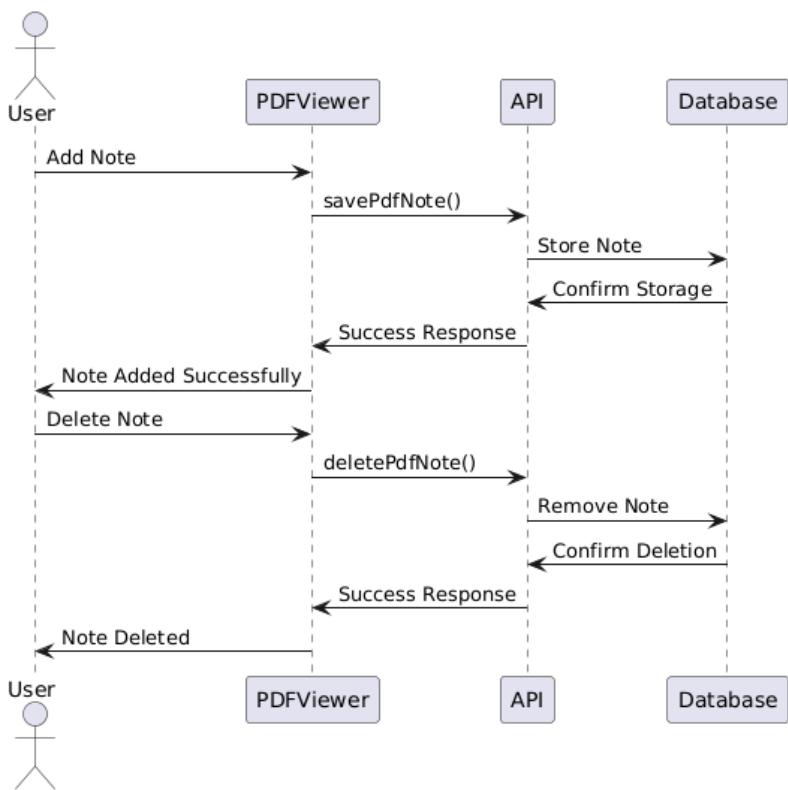 User
PDFViewer
API
Database
Add Note
savePdfNote()
Store Note
Confirm Storage
Success Response
Note Added Successfully
Delete Note
deletePdfNote()
Remove Note
Confirm Deletion
Success Response
Note Deleted
User
PDFViewer
API
Database